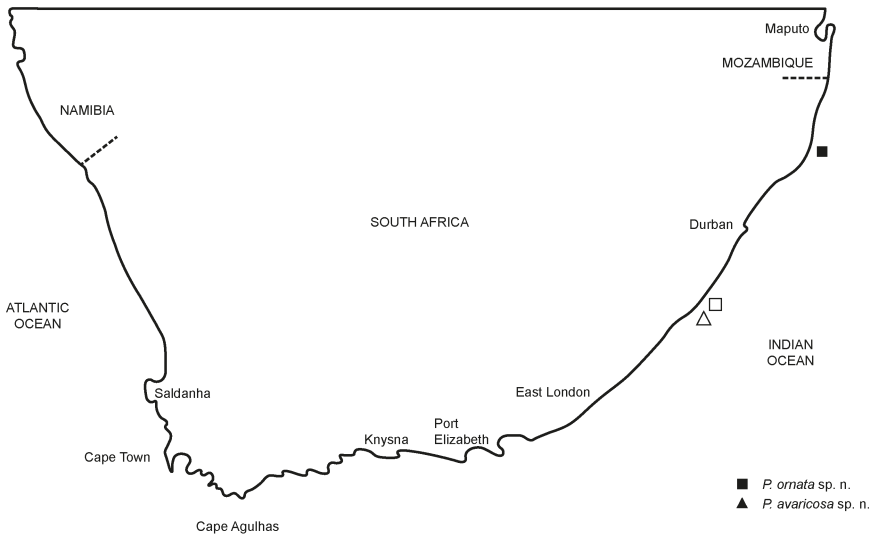 Maputo
MOZAMBIQUE
NAMIBIA
SOUTH AFRICA
Durban
ATLANTIC
OCEAN
INDIAN
OCEAN
Saldanha
East London
Port
Elizabeth
Knysna
Cape Town
Cape Agulhas
P. ornata sp. n.
P. avaricosa sp. n.